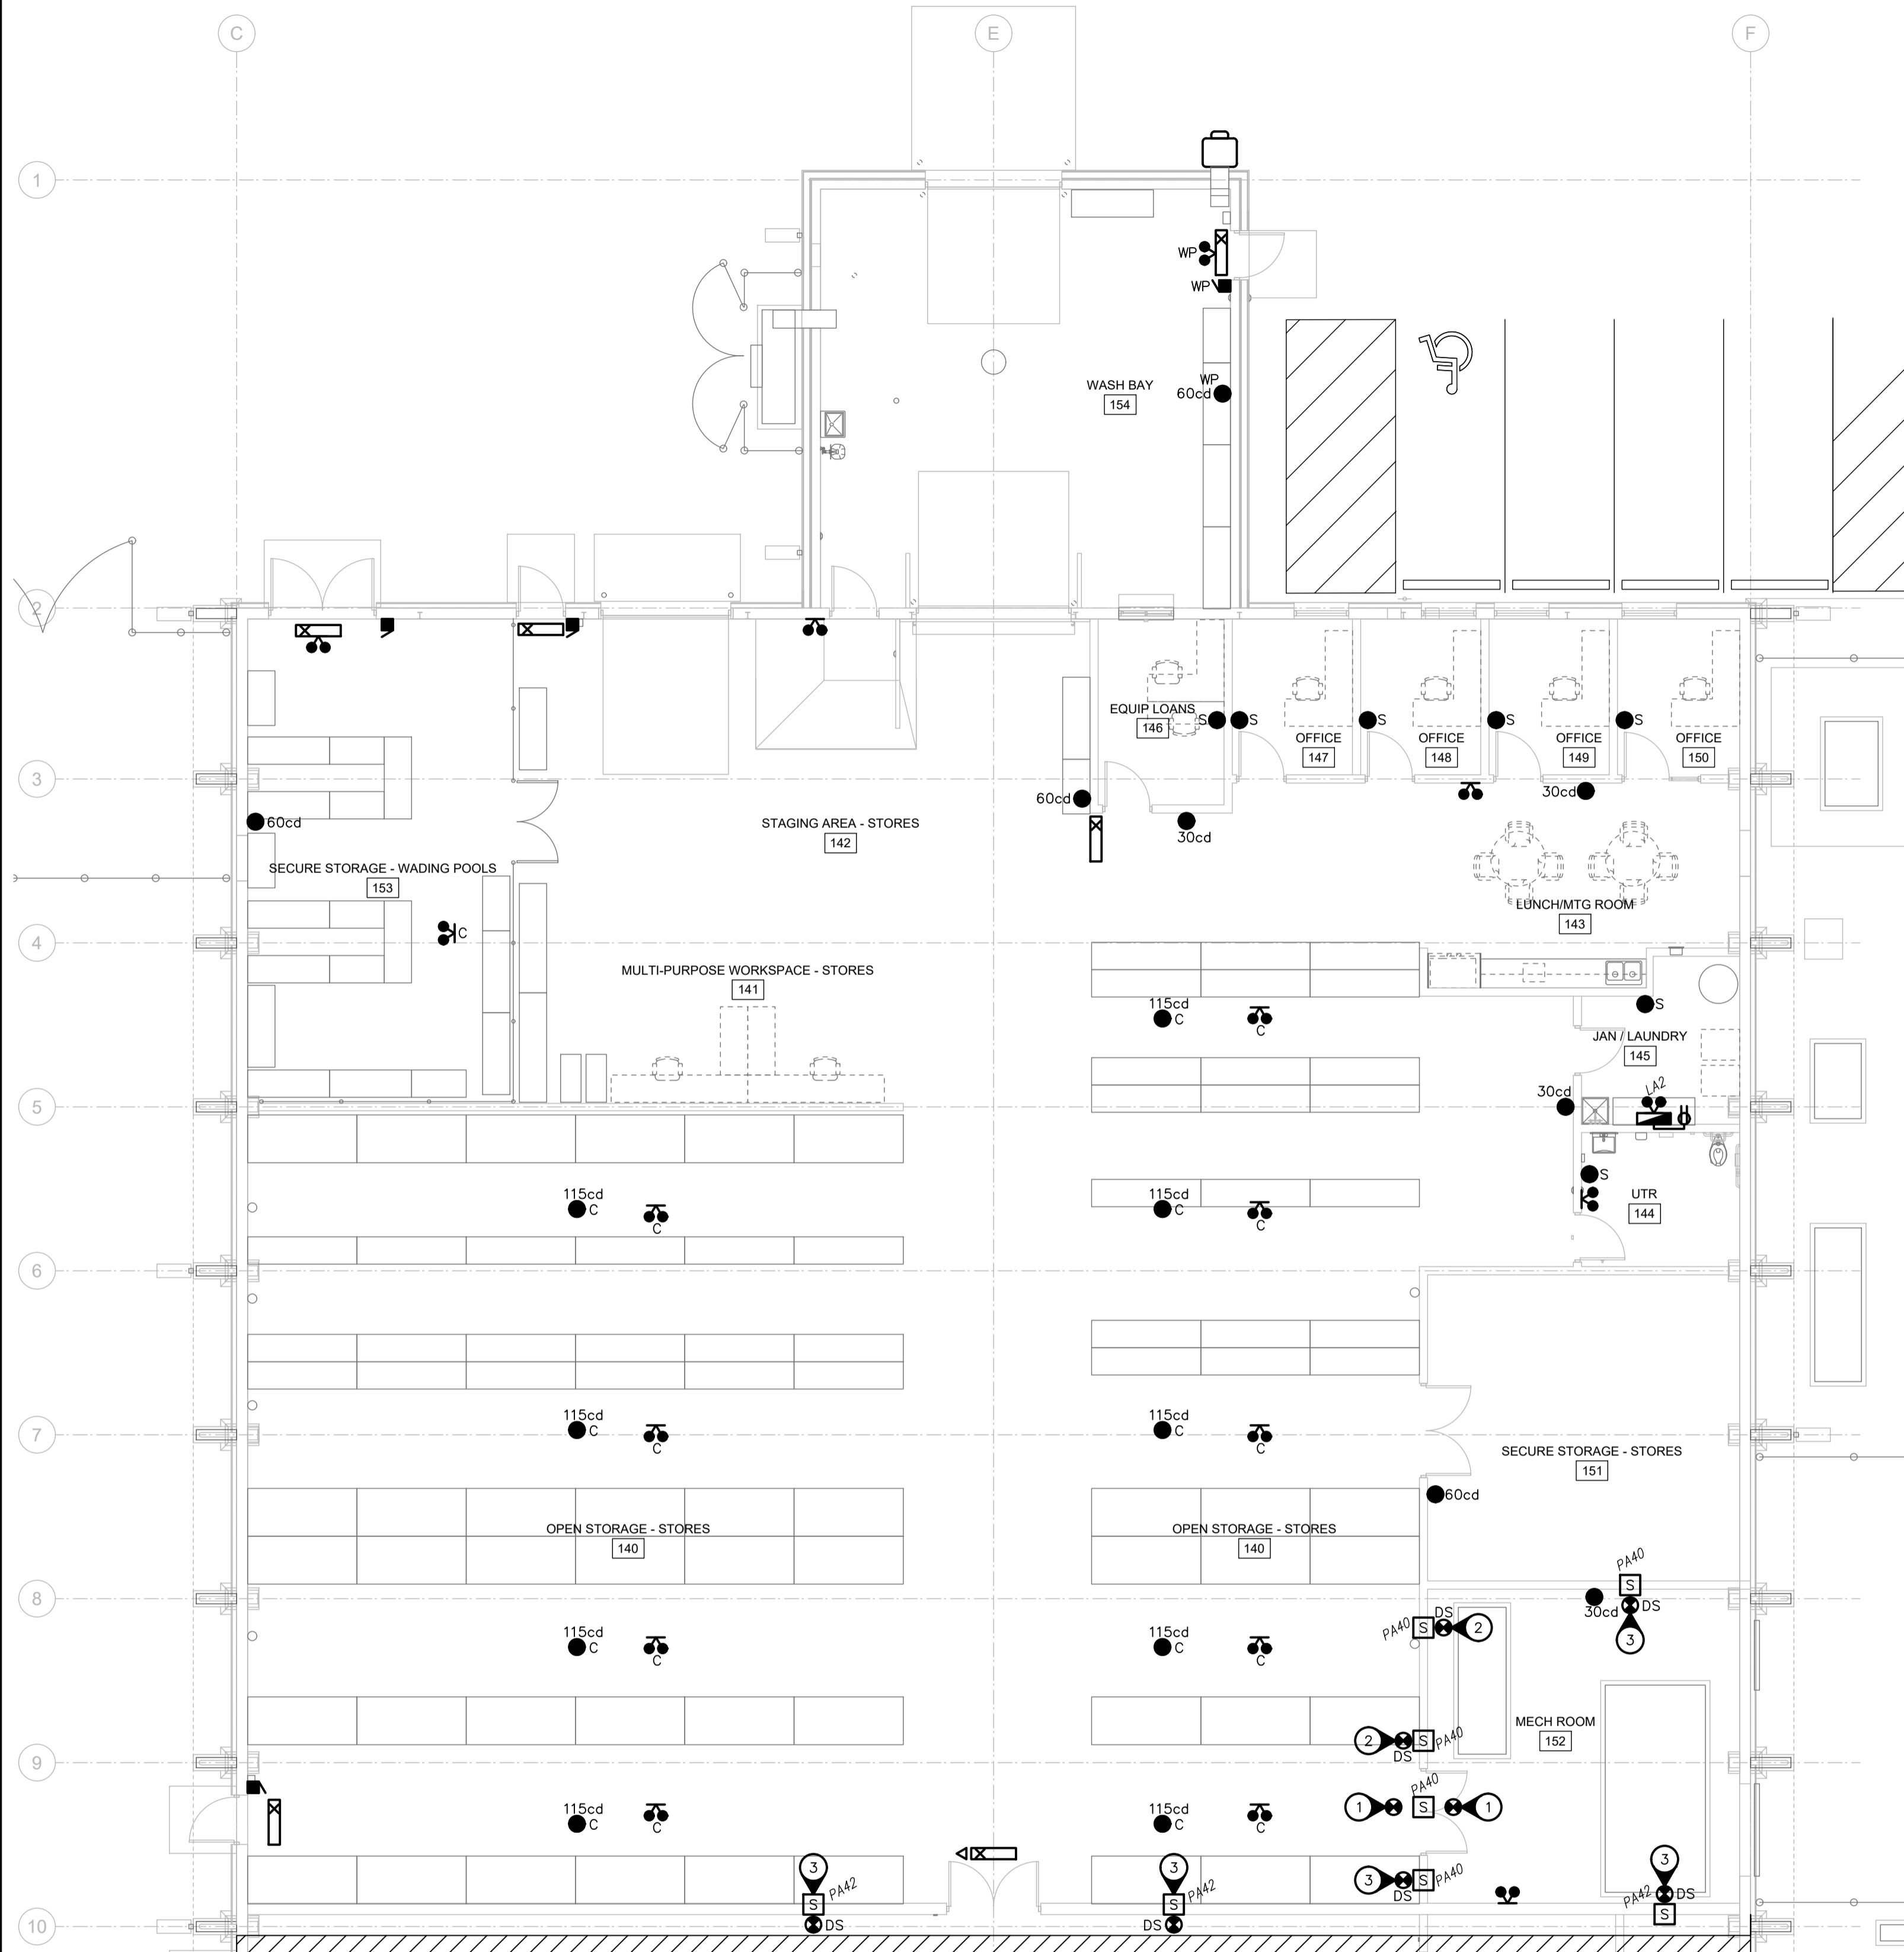 C
E
F
1
WP
WP
WASH BAY
154
WP
60cd
2
EQUIP LOANS
146
S
S
S
S
S
OFFICE
147
OFFICE
148
OFFICE
149
OFFICE
150
3
60cd
30cd
30cd
60cd
STAGING AREA - STORES
142
SECURE STORAGE - WADING POOLS
153
LUNCH/MTG ROOM
143
4
C
MULTI-PURPOSE WORKSPACE - STORES
141
115cd
C
C
S
JAN / LAUNDRY
145
LA2
5
30cd
115cd
C
C
115cd
C
C
S
UTR
144
6
115cd
C
C
115cd
C
C
7
SECURE STORAGE - STORES
151
60cd
OPEN STORAGE - STORES
140
OPEN STORAGE - STORES
140
PA40
S
DS
3
30cd
8
115cd
C
C
115cd
C
C
PA40
S
DS
2
MECH ROOM
152
2
DS
S
PA40
9
PA40
1
S
1
115cd
C
C
115cd
C
C
3
S
PA42
DS
3
S
PA42
DS
3
DS
S
PA40
3
PA42
DS
S
10